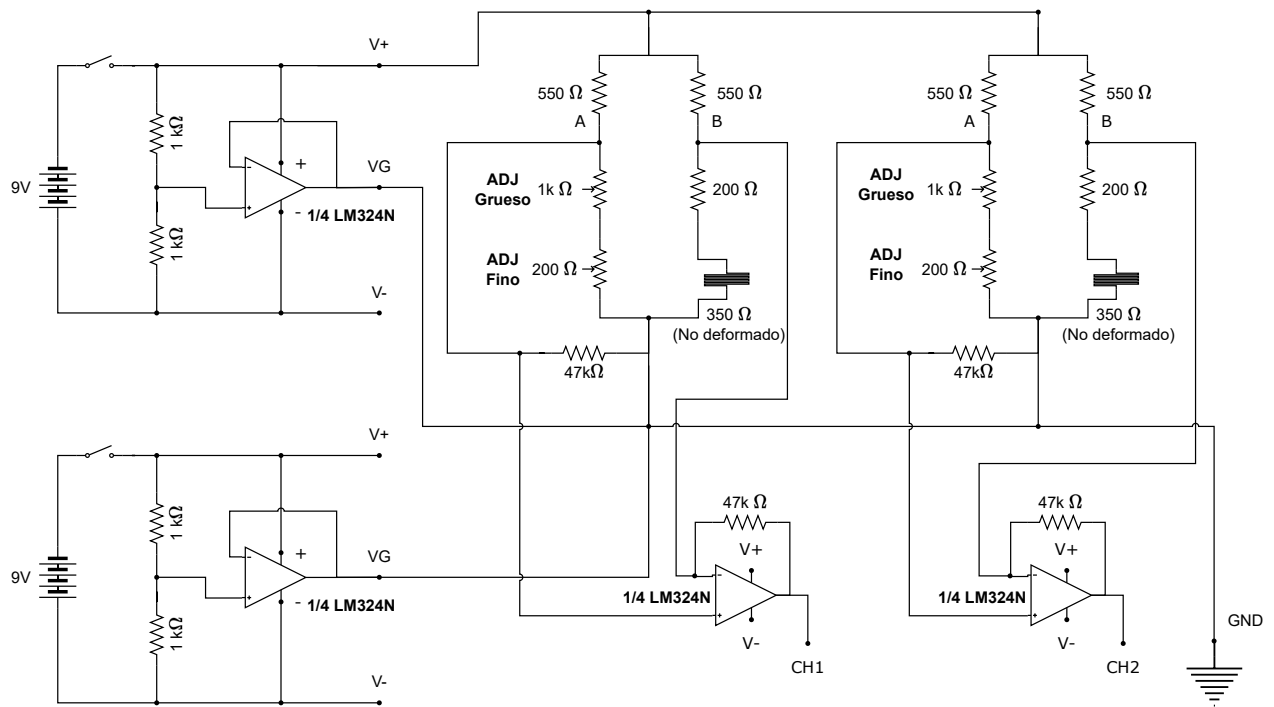 V+
550 Ω
550 Ω
550 Ω
550 Ω
A
B
A
B
1 kΩ
9V
+
VG
-
+
- 1/4 LM324N
1 kΩ
ADJ
Grueso
1k Ω
200 Ω
ADJ
Grueso
1k Ω
200 Ω
ADJ
Fino
200 Ω
ADJ
Fino
200 Ω
V-
350 Ω
(No deformado)
350 Ω
(No deformado)
47kΩ
47kΩ
V+
1 kΩ
9V
+
VG
-
+
- 1/4 LM324N
1 kΩ
V-
47k Ω
V+
-
1/4 LM324N
+
V-
CH1
47k Ω
V+
-
1/4 LM324N
+
V-
CH2
GND